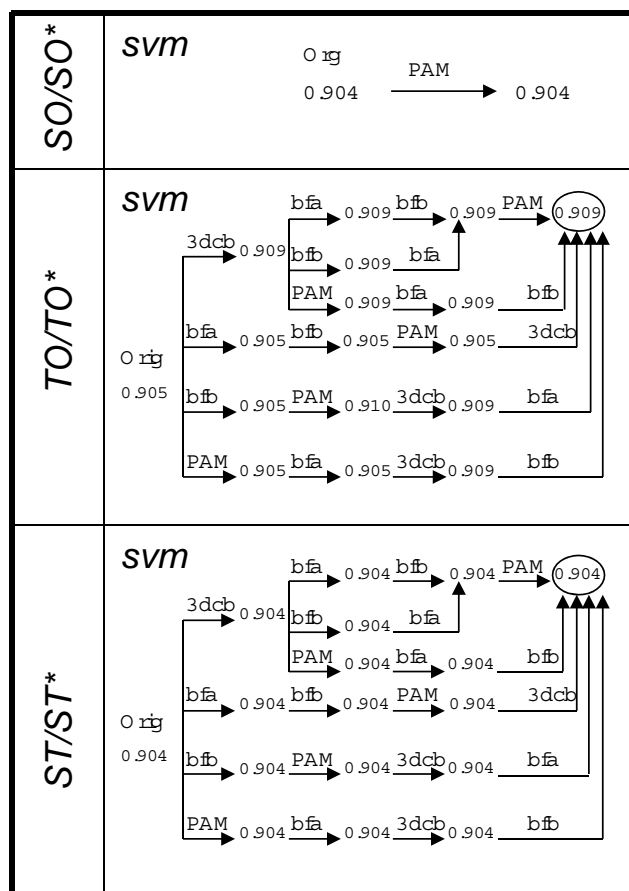 SO/SO*
svm
Orig
PAM
0.904 0.904
TO/TO*
svm
bfa bfb PAM
0.909 0.909 0.909
3dcb 0.909
bfb 0.909 bfa
PAM 0.909 bfa 0.909 bfb
bfa 0.905 bfb 0.905 PAM 0.905 3dcb
Orig
0.905
bfb 0.905 PAM 0.910 3dcb 0.909 bfa
PAM 0.905 bfa 0.905 3dcb 0.909 bfb
ST/ST*
svm
bfa bfb PAM
0.904 0.904 0.904
3dcb 0.904
bfb 0.904 bfa
PAM 0.904 bfa 0.904 bfb
bfa 0.904 bfb 0.904 PAM 0.904 3dcb
Orig
0.904
bfb 0.904 PAM 0.904 3dcb 0.904 bfa
PAM 0.904 bfa 0.904 3dcb 0.904 bfb